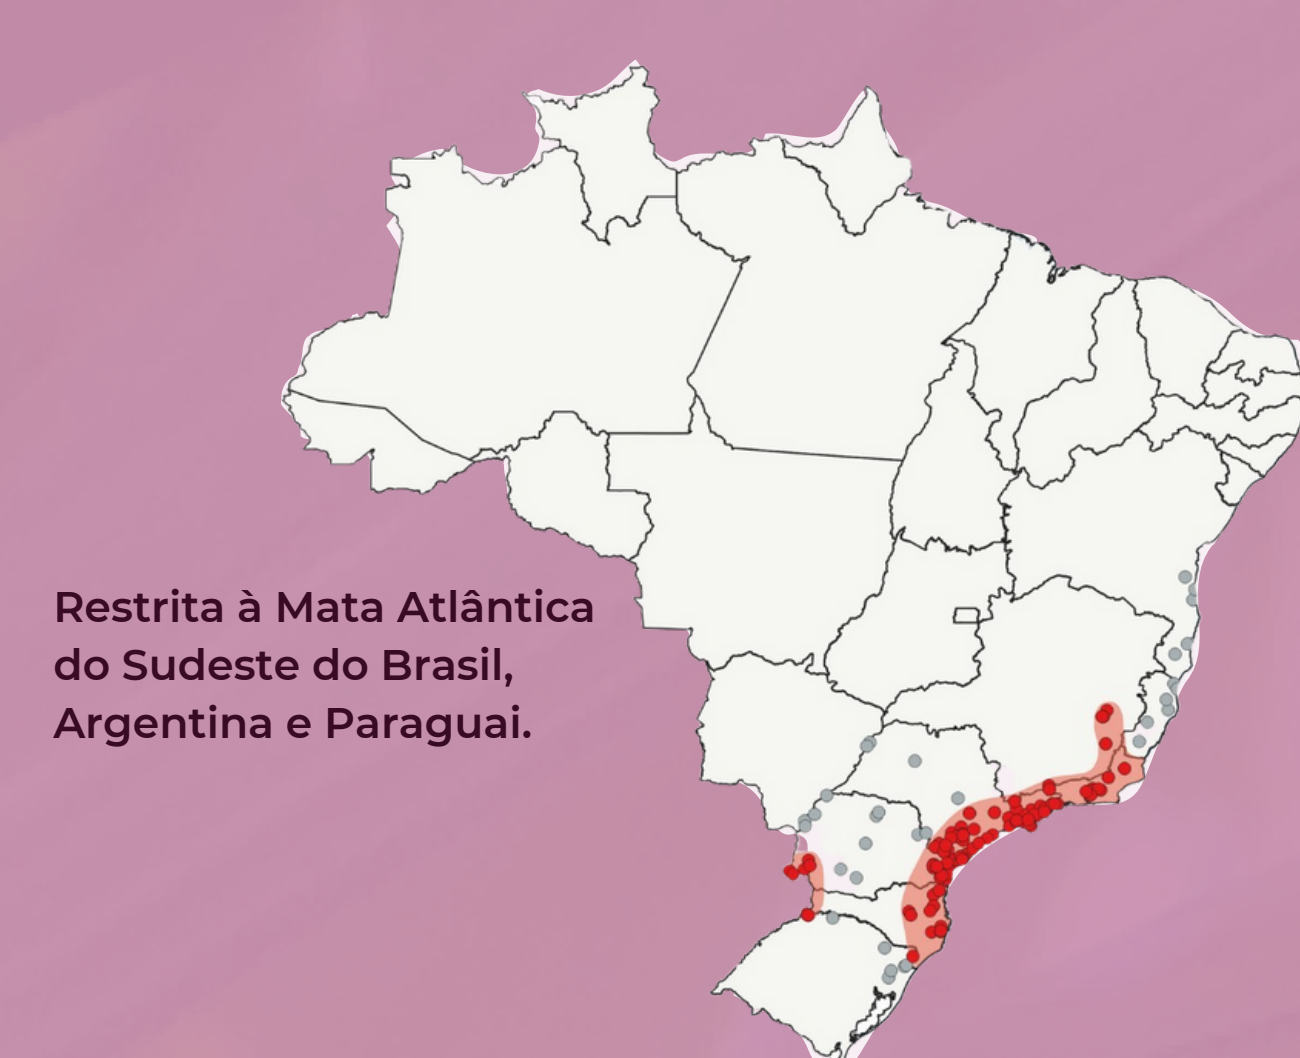 Restrita à Mata Atlântica
do Sudeste do Brasil,
Argentina e Paraguai.